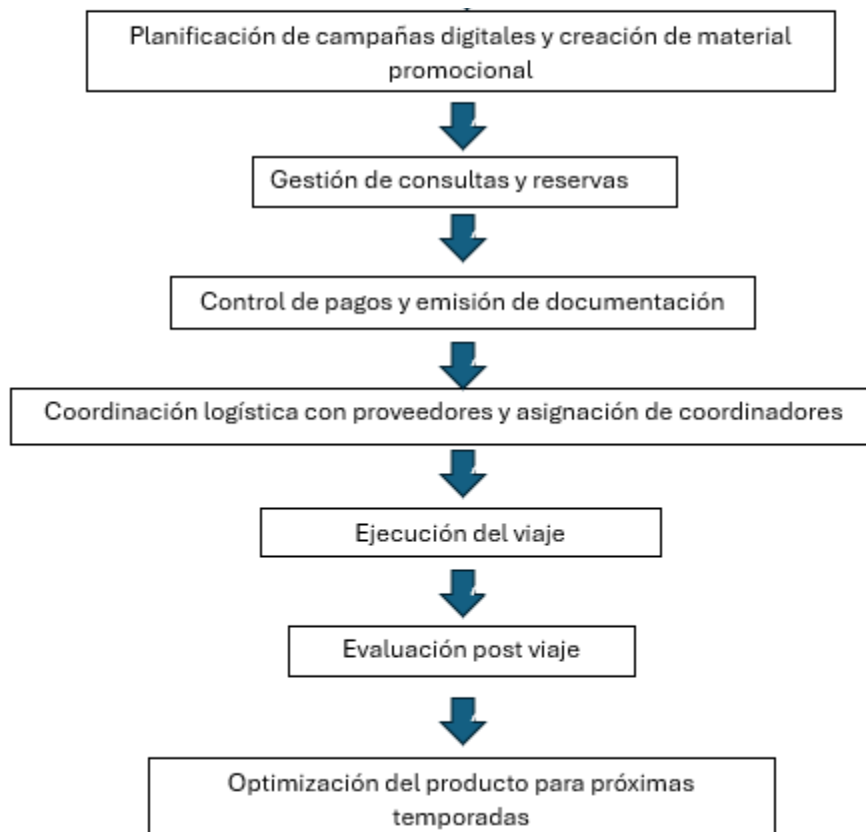 Planificación de campañas digitales y creación de material
promocional
Gestión de consultas y reservas
Control de pagos y emisión de documentación
Coordinación logística con proveedores y asignación de coordinadores
Ejecución del viaje
Evaluación post viaje
Optimización del producto para próximas
temporadas